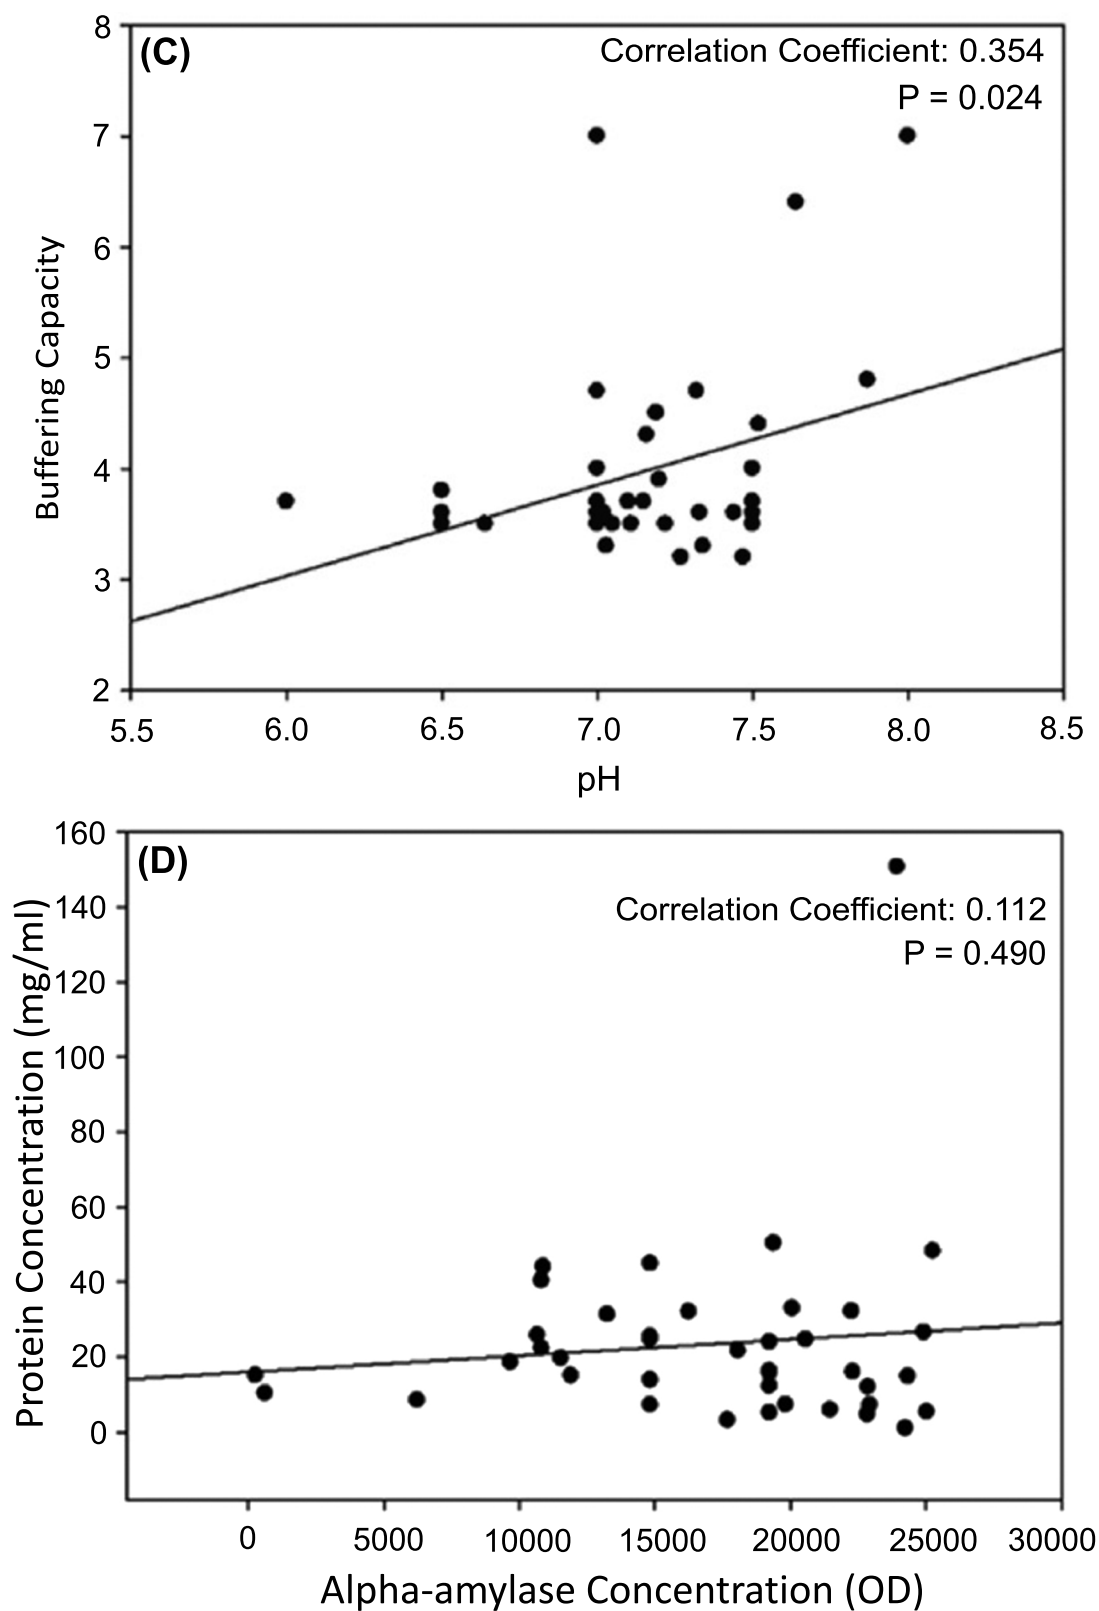 8
(C)
Correlation Coefficient: 0.354
P = 0.024
7
6
5
4
3
2
Buffering Capacity
5.5 6.0 6.5 7.0 7.5 8.0 8.5
pH
160
(D)
140
Correlation Coefficient: 0.112
P = 0.490
120
100
80
60
40
20
0
Protein Concentration (mg/ml)
0 5000 10000 15000 20000 25000 30000
Alpha-amylase Concentration (OD)